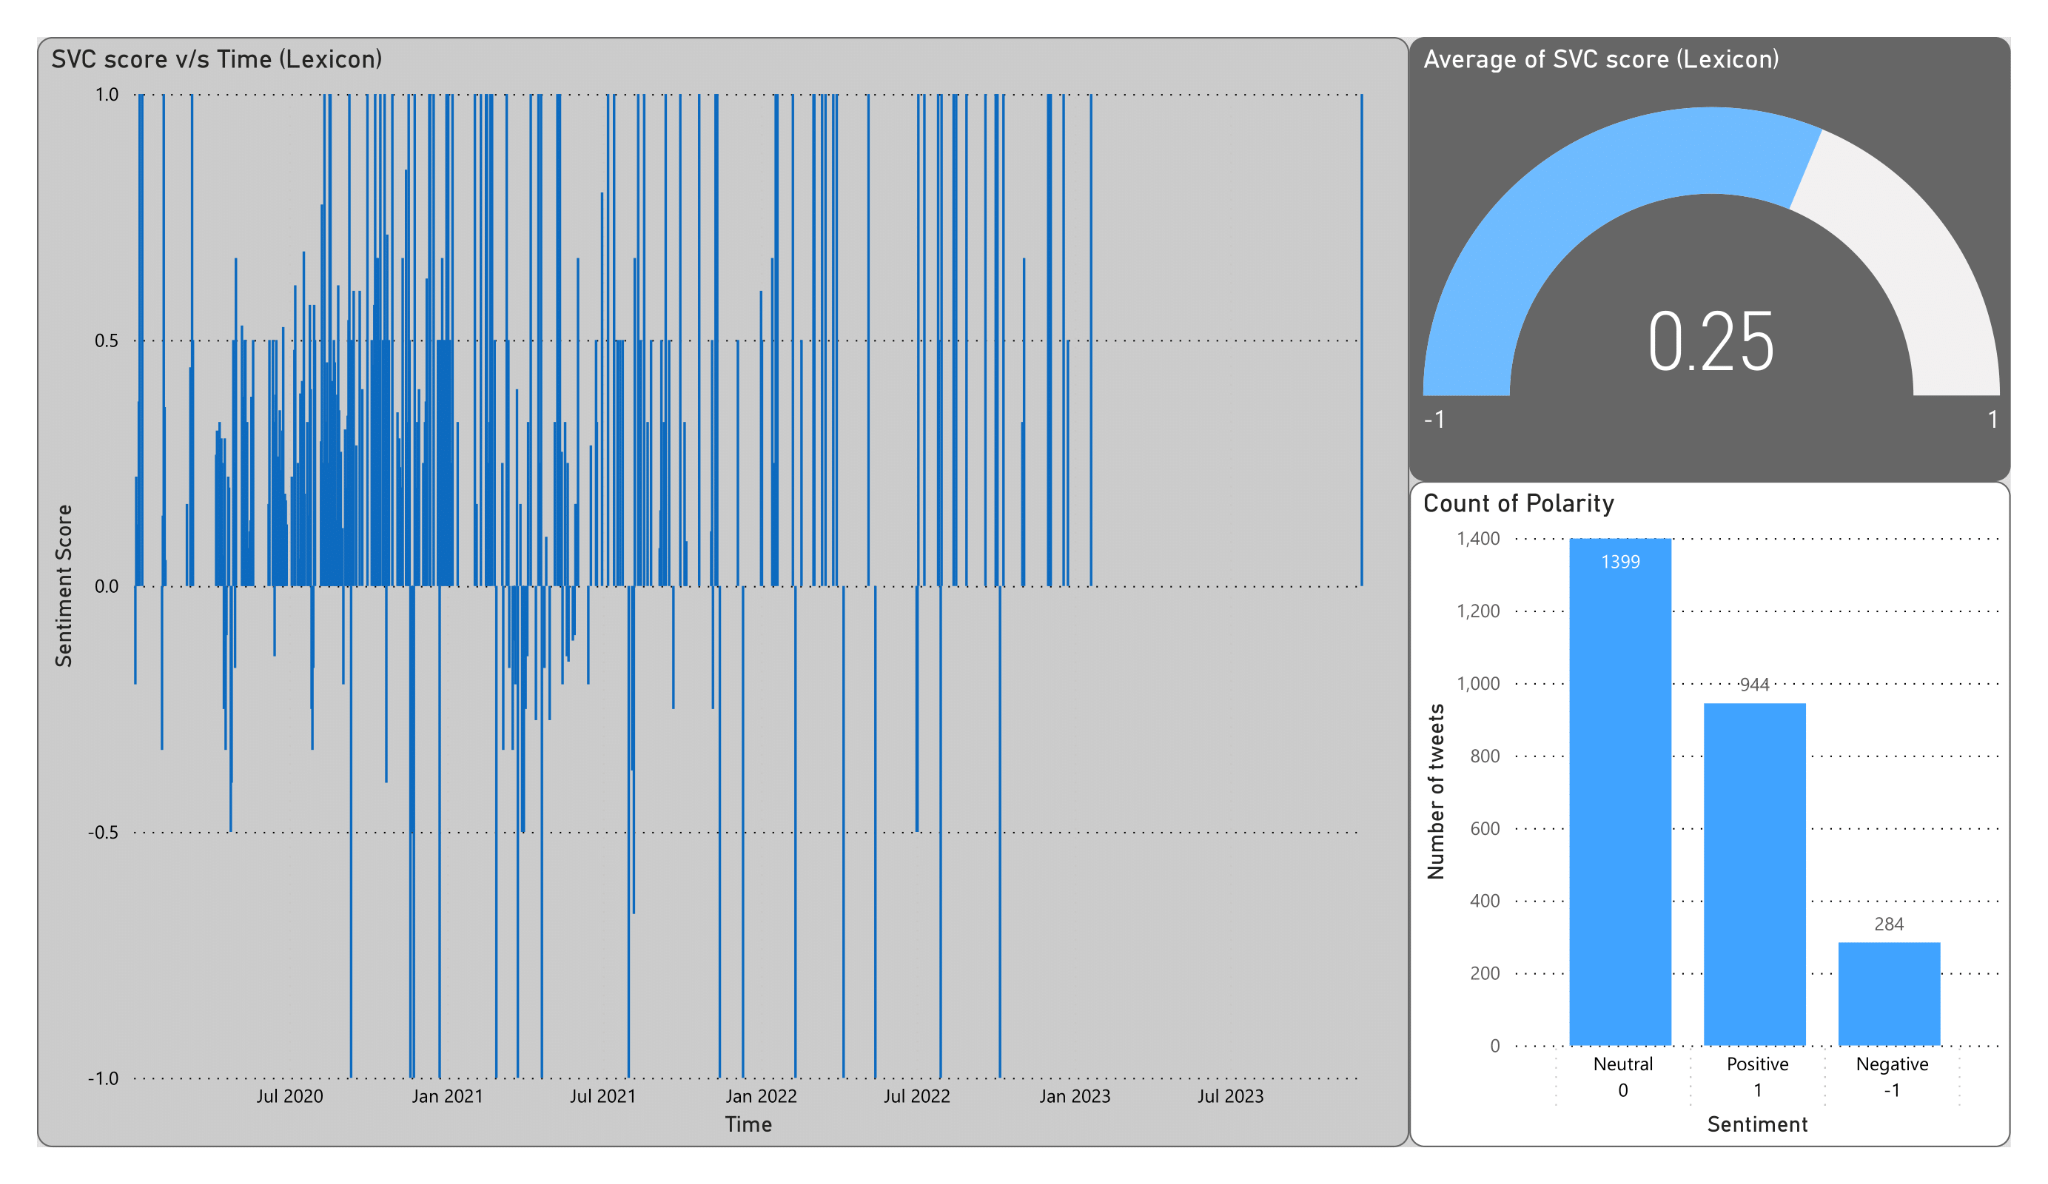 SVC score v/s Time (Lexicon)
1.0
0.5
0.0
-0.5
-1.0
Sentiment Score
Jul 2020
Jan 2021
Jul 2021
Jan 2022
Jul 2022
Jan 2023
Jul 2023
Time
Average of SVC score (Lexicon)
0.25
-1
1
Count of Polarity
1,400
1,200
1,000
800
600
400
200
0
Number of tweets
1399
944
284
Neutral
Positive
Negative
0
1
-1
Sentiment